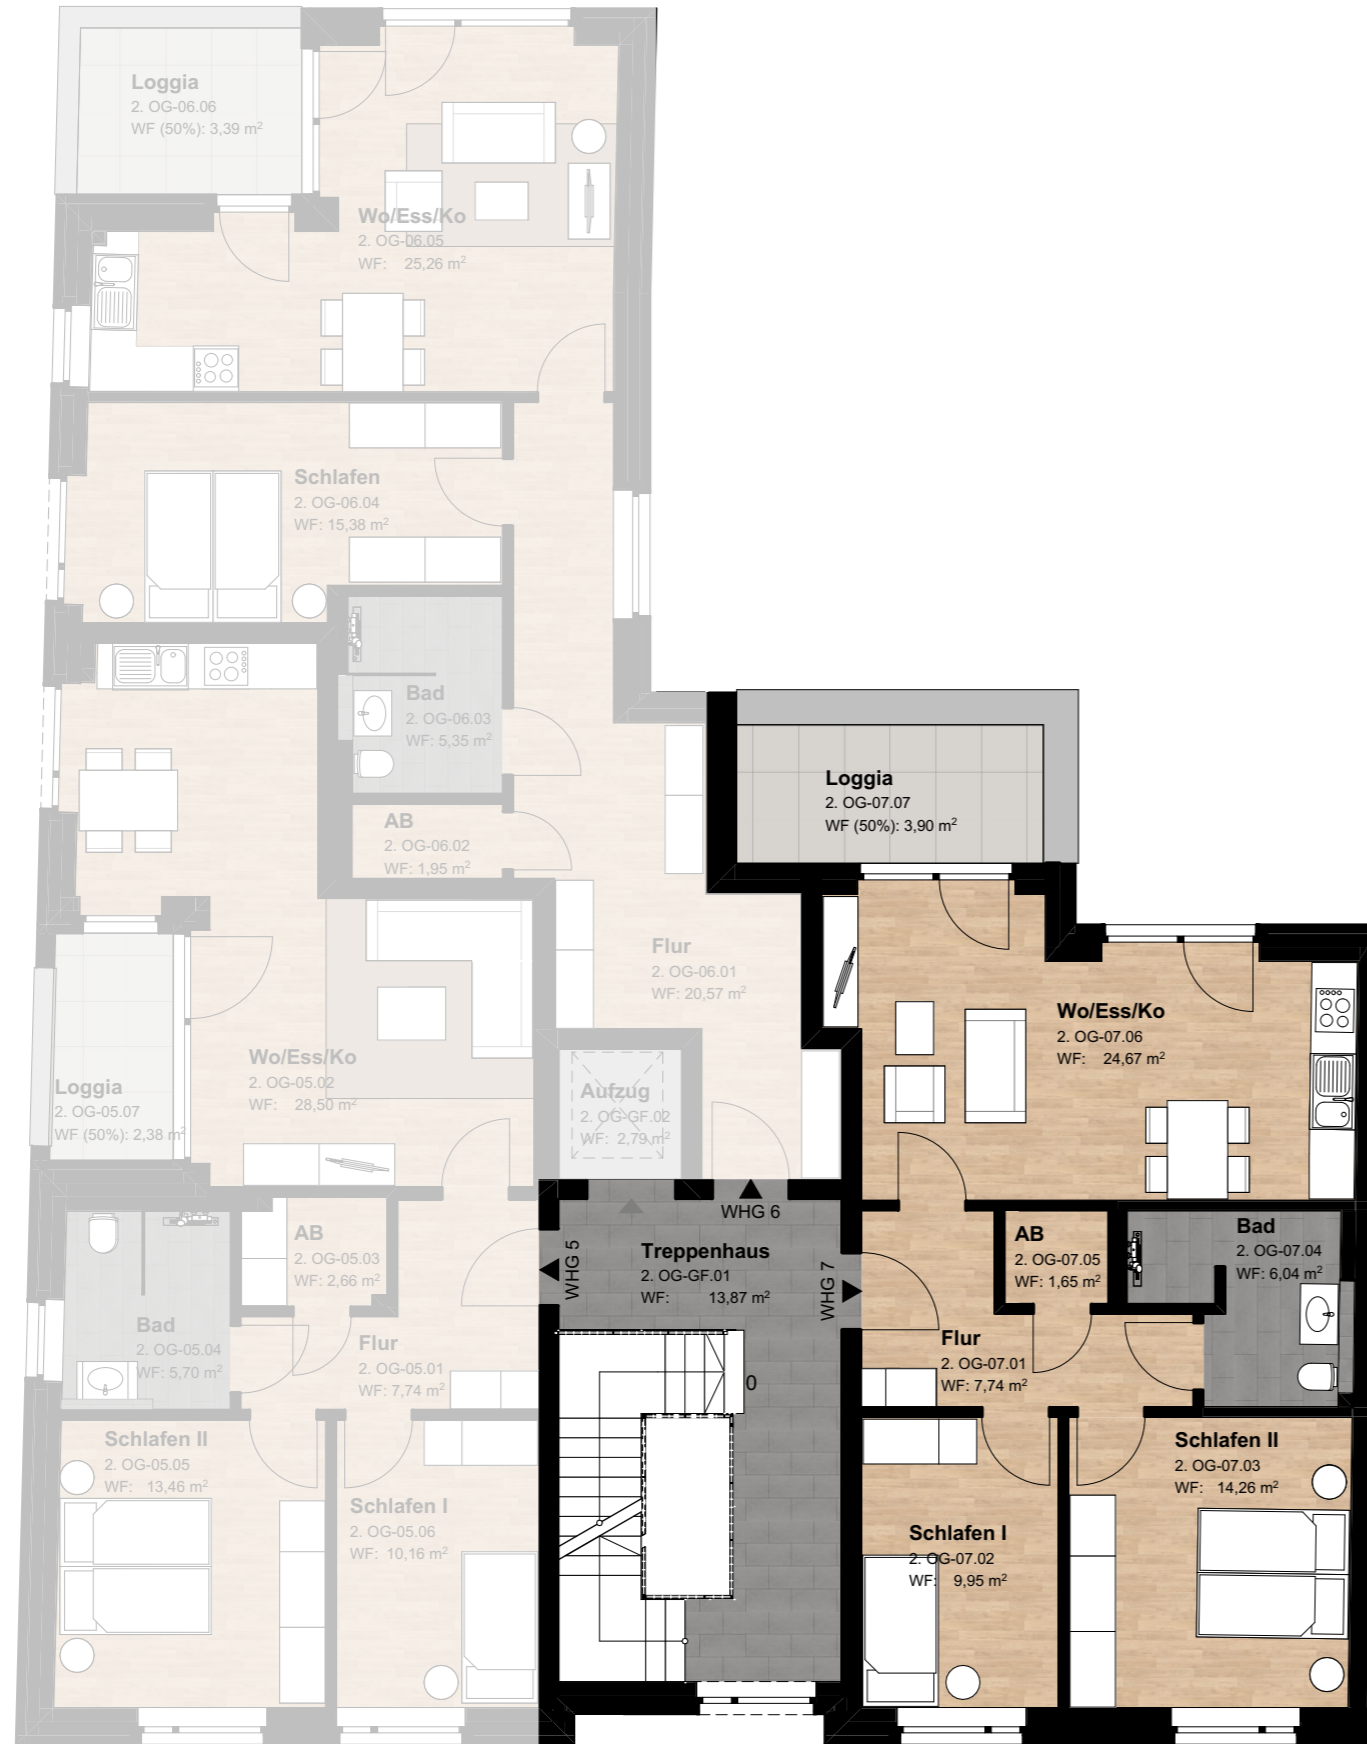 Loggia
2. OG-06.06
WF (50%): 3,39 m²
Wo/Ess/Ko
2. OG-06.05
WF: 25,26 m²
Schlafen
2. OG-06.04
WF: 15,38 m²
Bad
2. OG-06.03
WF: 5,35 m²
AB
2. OG-06.02
WF: 1,95 m²
Flur
2. OG-06.01
WF: 20,57 m²
Loggia
2. OG-07.07
WF (50%): 3,90 m²
Wo/Ess/Ko
2. OG-07.06
WF: 24,67 m²
Wo/Ess/Ko
2. OG-05.02
WF: 28,50 m²
Loggia
2. OG-05.07
WF (50%): 2,38 m²
Aufzug
2. OG-GF.02
WF: 2,79 m²
WHG 6
WHG 5
Treppenhaus
2. OG-GF.01
WF: 13,87 m²
WHG 7
AB
2. OG-05.03
WF: 2,66 m²
AB
2. OG-07.05
WF: 1,65 m²
Bad
2. OG-07.04
WF: 6,04 m²
Bad
2. OG-05.04
WF: 5,70 m²
Flur
2. OG-05.01
WF: 7,74 m²
0
Flur
2. OG-07.01
WF: 7,74 m²
Schlafen II
2. OG-05.05
WF: 13,46 m²
Schlafen I
2. OG-05.06
WF: 10,16 m²
Schlafen I
2. OG-07.02
WF: 9,95 m²
Schlafen II
2. OG-07.03
WF: 14,26 m²